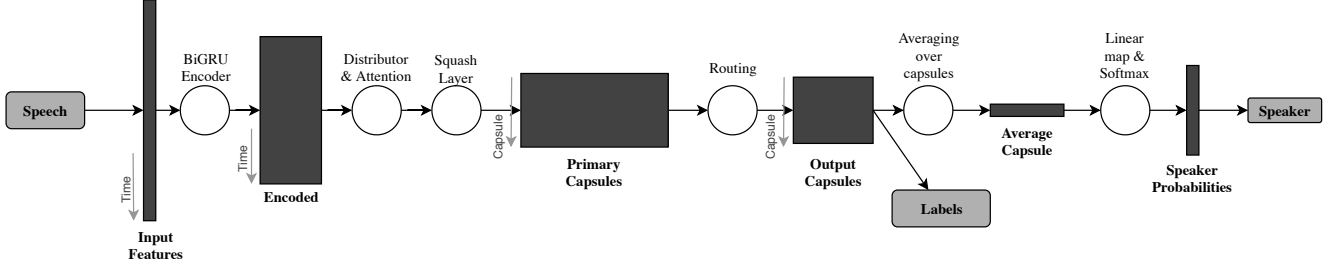 Speech
Time
Input
Features
BiGRU
Encoder
Time
Encoded
Distributor
& Attention
Squash
Layer
Capsule
Primary
Capsules
Routing
Capsule
Output
Capsules
Averaging
over
capsules
Labels
Average
Capsule
Linear
map &
Softmax
Speaker
Probabilities
Speaker